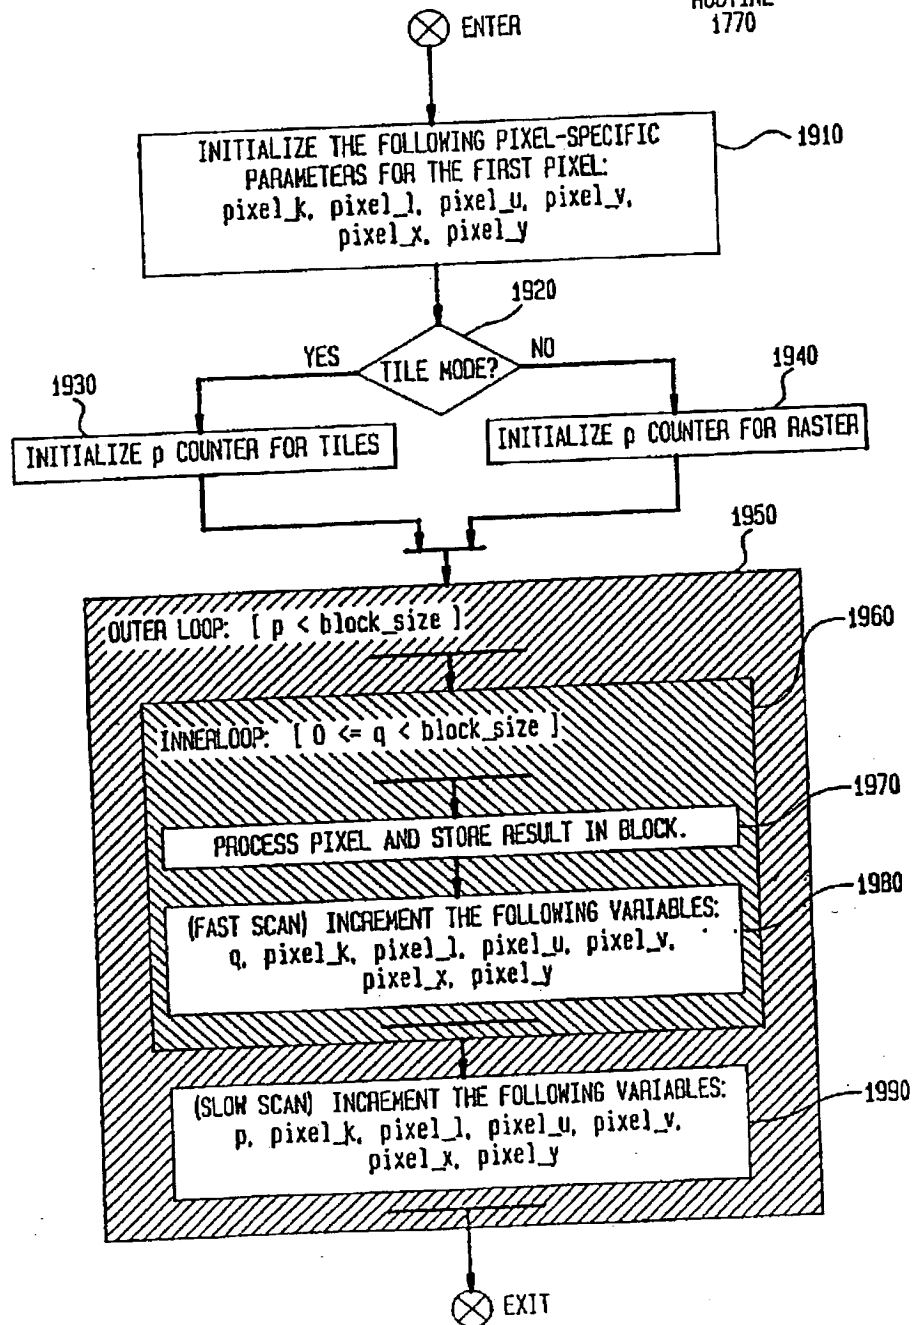 ROUTINE
1770
ENTER
INITIALIZE THE FOLLOWING PIXEL-SPECIFIC
PARAMETERS FOR THE FIRST PIXEL:
pixel_k, pixel_l, pixel_u, pixel_v,
pixel_x, pixel_y
1910
1920
YES
TILE MODE?
NO
1930
1940
INITIALIZE p COUNTER FOR TILES
INITIALIZE p COUNTER FOR RASTER
1950
OUTER LOOP: [ p < block_size ]
1960
INNERLOOP: [ 0 <= q < block_size ]
1970
PROCESS PIXEL AND STORE RESULT IN BLOCK.
1980
(FAST SCAN) INCREMENT THE FOLLOWING VARIABLES:
q, pixel_k, pixel_l, pixel_u, pixel_v,
pixel_x, pixel_y
1990
(SLOW SCAN) INCREMENT THE FOLLOWING VARIABLES:
p, pixel_k, pixel_l, pixel_u, pixel_v,
pixel_x, pixel_y
EXIT